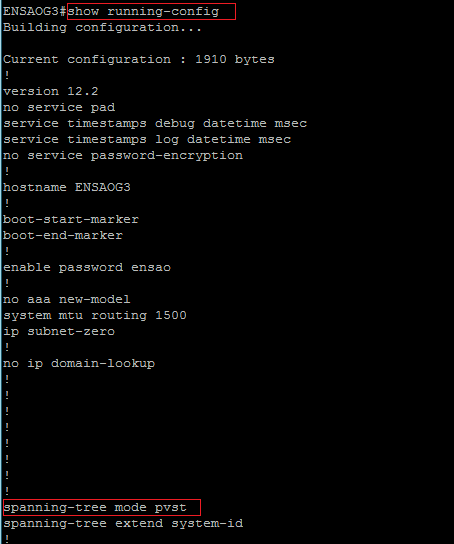 ENSAOG3#show running-config
Building configuration...
Current configuration : 1910 bytes
!
version 12.2
no service pad
service timestamps debug datetime msec
service timestamps log datetime msec
no service password-encryption
!
hostname ENSAOG3
!
boot-start-marker
boot-end-marker
!
enable password ensao
!
no aaa new-model
system mtu routing 1500
ip subnet-zero
!
no ip domain-lookup
!
!
!
!
!
!
!
!
spanning-tree mode pvst
spanning-tree extend system-id
!